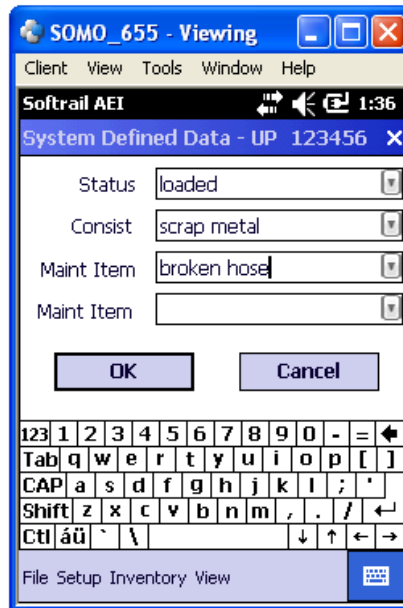 SOMO_655 - Viewing
Client View Tools Window Help
Softrail AEI 1:36
System Defined Data - UP 123456 X
Status loaded
Consist scrap metal
Maint Item broken hose
Maint Item
OK Cancel
123 1 2 3 4 5 6 7 8 9 0 - = 🡸
Tab q w e r t y u i o p [ ]
CAP a s d f g h j k l ; '
Shift z x c v b n m , . / ↵
Ctl áü ` \ ↓ ↑ ← →
File Setup Inventory View